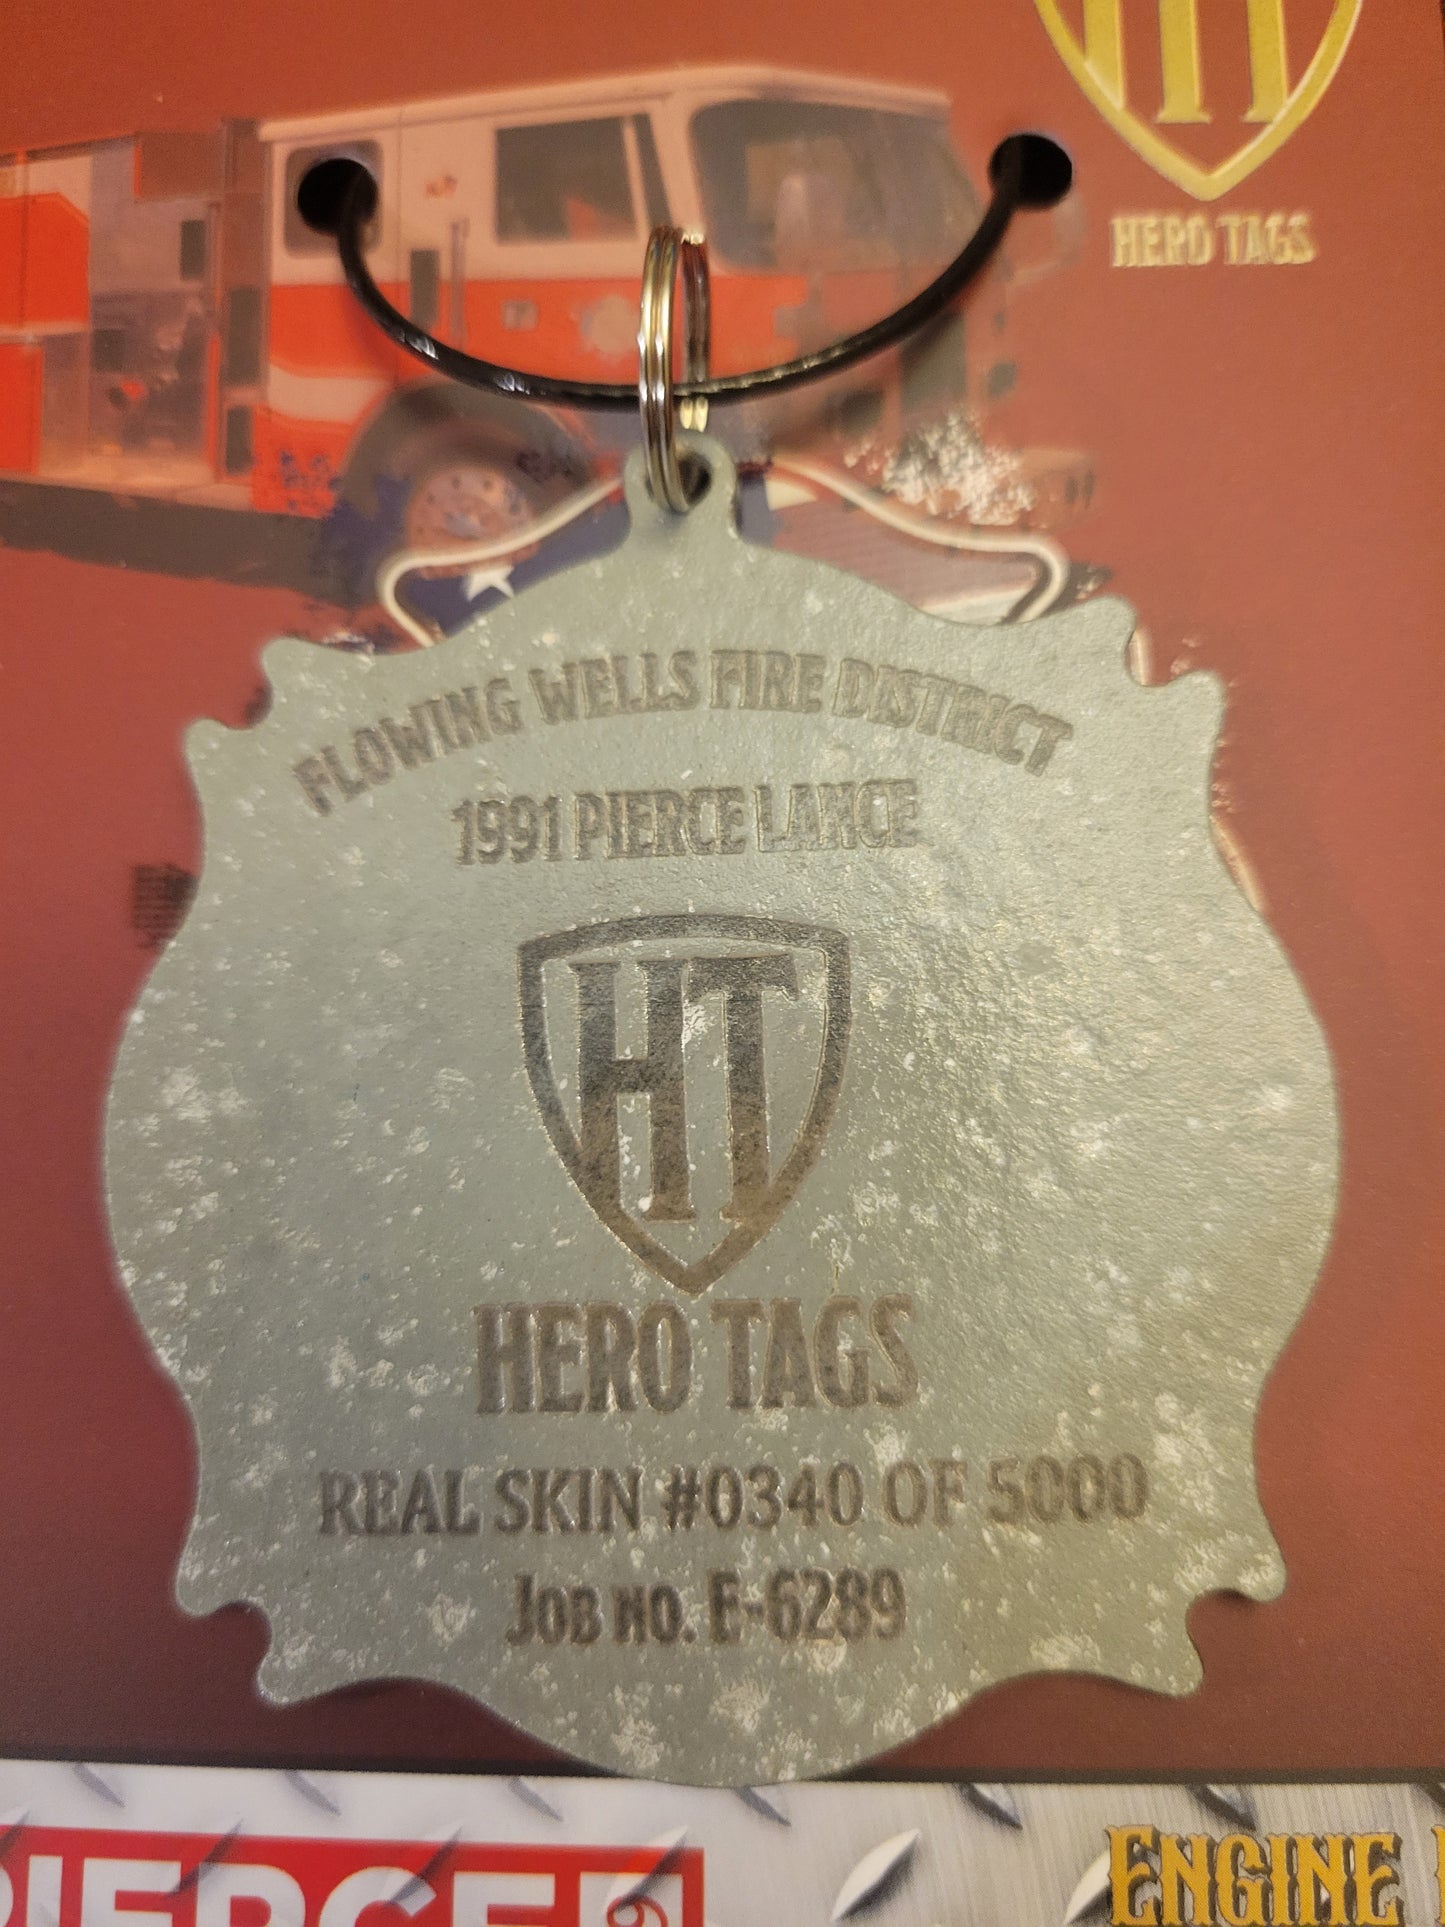 HT
HERO TAGS
FLOWING WELLS FIRE DISTRICT
1991 PIERCE LANCE
HT
HERO TAGS
REAL SKIN #0340 OF 5000
JOB NO. E-6289
PIERCE
ENGINE